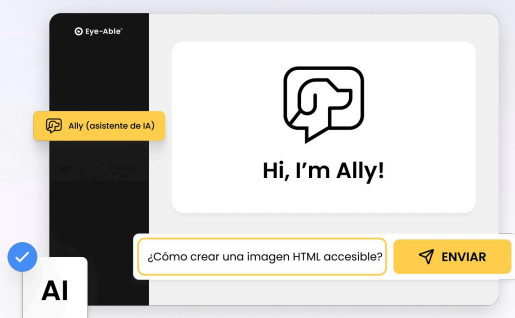 Eye-Able®
Ally (asistente de IA)
Hi, I'm Ally!
¿Cómo crear una imagen HTML accesible?
ENVIAR
AI